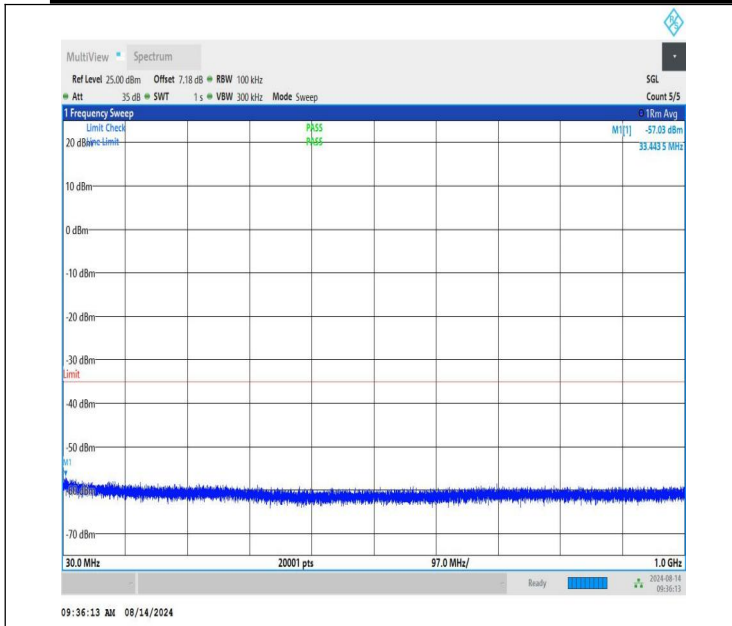 R S
MultiView Spectrum
Ref Level 25.00 dBm Offset 7.18 dB RBW 100 kHz SGL
Att 35 dB SWT 1 s VBW 300 kHz Mode Sweep Count 5/5
1 Frequency Sweep 1Rm Avg
Limit Check PASS M1[1] -57.03 dBm
20 dBm Line Limit PASS 33.443 5 MHz
10 dBm
0 dBm
-10 dBm
-20 dBm
-30 dBm
Limit
-40 dBm
-50 dBm
M1
-60 dBm
-70 dBm
30.0 MHz 20001 pts 97.0 MHz/ 1.0 GHz
Ready 2024-08-14
09:36:13
09:36:13 AM 08/14/2024